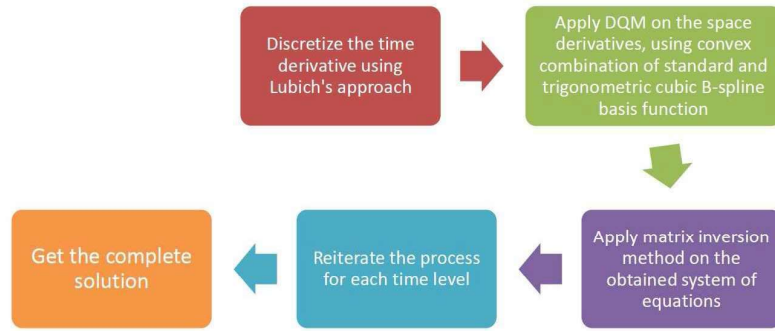 Discretize the time
derivative using
Lubich's approach
Apply DQM on the space
derivatives, using convex
combination of standard and
trigonometric cubic B-spline
basis function
Apply matrix inversion
method on the
obtained system of
equations
Reiterate the process
for each time level
Get the complete
solution